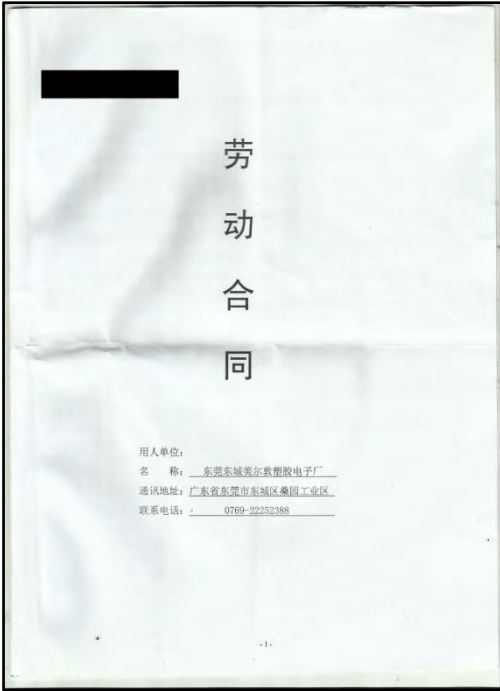 劳
动
合
同
用人单位:
名 称: 东莞东城美尔敦塑胶电子厂
通讯地址: 广东省东莞市东城区桑园工业区
联系电话: 0769-22252388
-1-